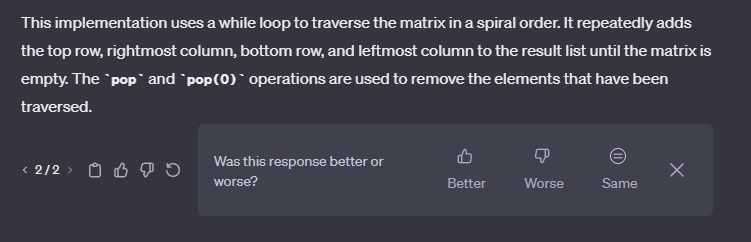 This implementation uses a while loop to traverse the matrix in a spiral order. It repeatedly adds
the top row, rightmost column, bottom row, and leftmost column to the result list until the matrix is
empty. The `pop` and `pop(0)` operations are used to remove the elements that have been
traversed.
< 2/2 >
Was this response better or
worse?
Better Worse Same